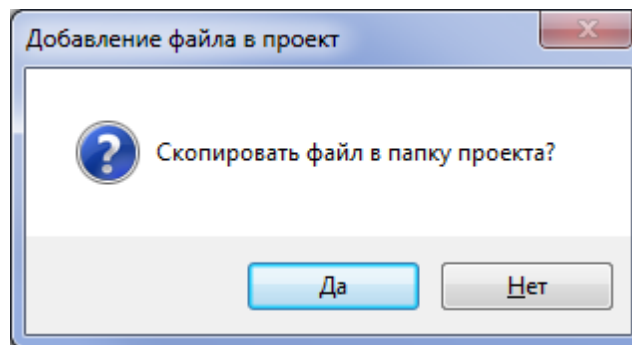 Добавление файла в проект
Скопировать файл в папку проекта?
Да
Нет